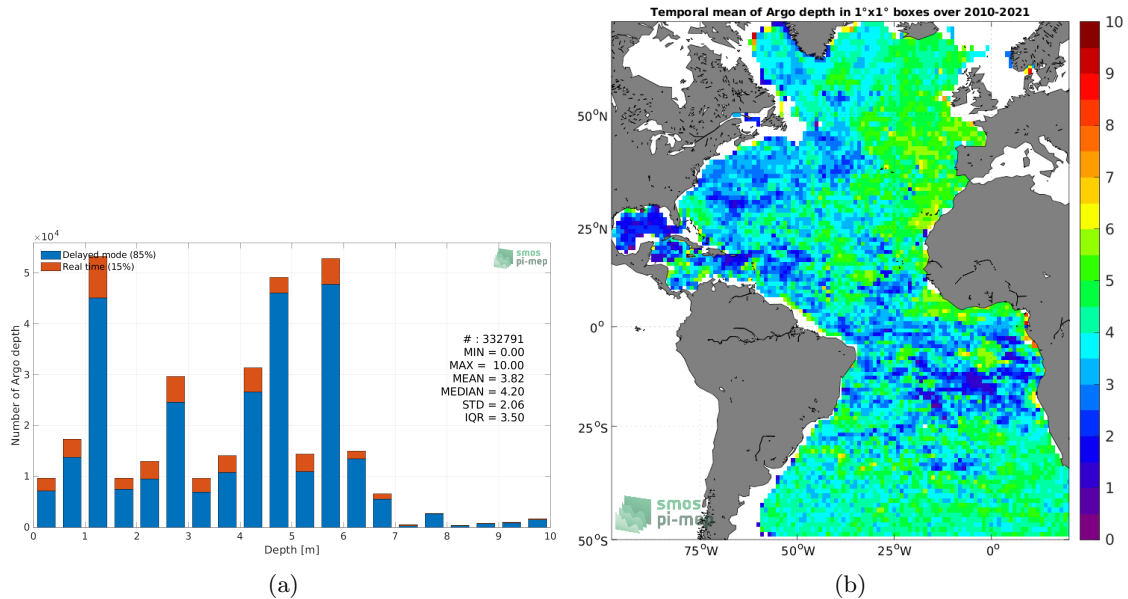 ×10⁴
5
4
3
2
1
0
Number of Argo depth
Delayed mode (85%)
Real time (15%)
smos
pi-mep
# : 332791
MIN = 0.00
MAX = 10.00
MEAN = 3.82
MEDIAN = 4.20
STD = 2.06
IQR = 3.50
0 1 2 3 4 5 6 7 8 9 10
Depth [m]
(a)
Temporal mean of Argo depth in 1°x1° boxes over 2010-2021
50°N
25°N
0°
25°S
50°S
75°W 50°W 25°W 0°
smos
pi-mep
10
9
8
7
6
5
4
3
2
1
0
(b)